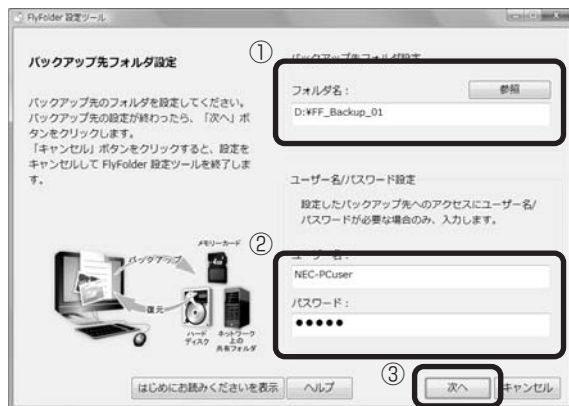 FlyFolder 設定ツール
バックアップ先フォルダ設定
バックアップ先のフォルダを設定してください。
バックアップ先の設定が終わったら、「次へ」ボ
タンをクリックします。
「キャンセル」ボタンをクリックすると、設定を
キャンセルして FlyFolder 設定ツールを終了しま
す。
バックアップ
復元
メモリーカード
ハード
ディスク
ネットワーク
上の
共有フォルダ
①
バックアップ先フォルダ設定
フォルダ名：
参照
D:¥FF_Backup_01
ユーザー名/パスワード設定
設定したバックアップ先へのアクセスにユーザー名/
パスワードが必要な場合のみ、入力します。
②
ユーザー名：
NEC-PCuser
パスワード：
●●●●●
③
はじめにお読みくださいを表示
ヘルプ
次へ
キャンセル